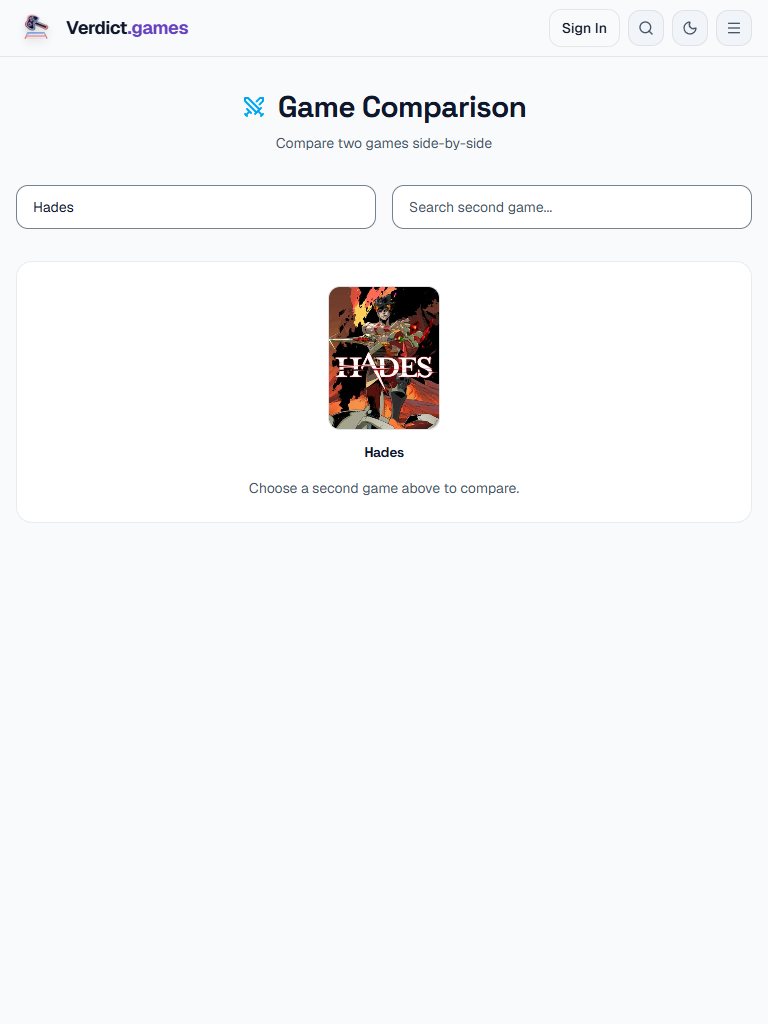 Verdict.games
Sign In
Game Comparison
Compare two games side-by-side
Hades
Search second game...
HADES
Hades
Choose a second game above to compare.